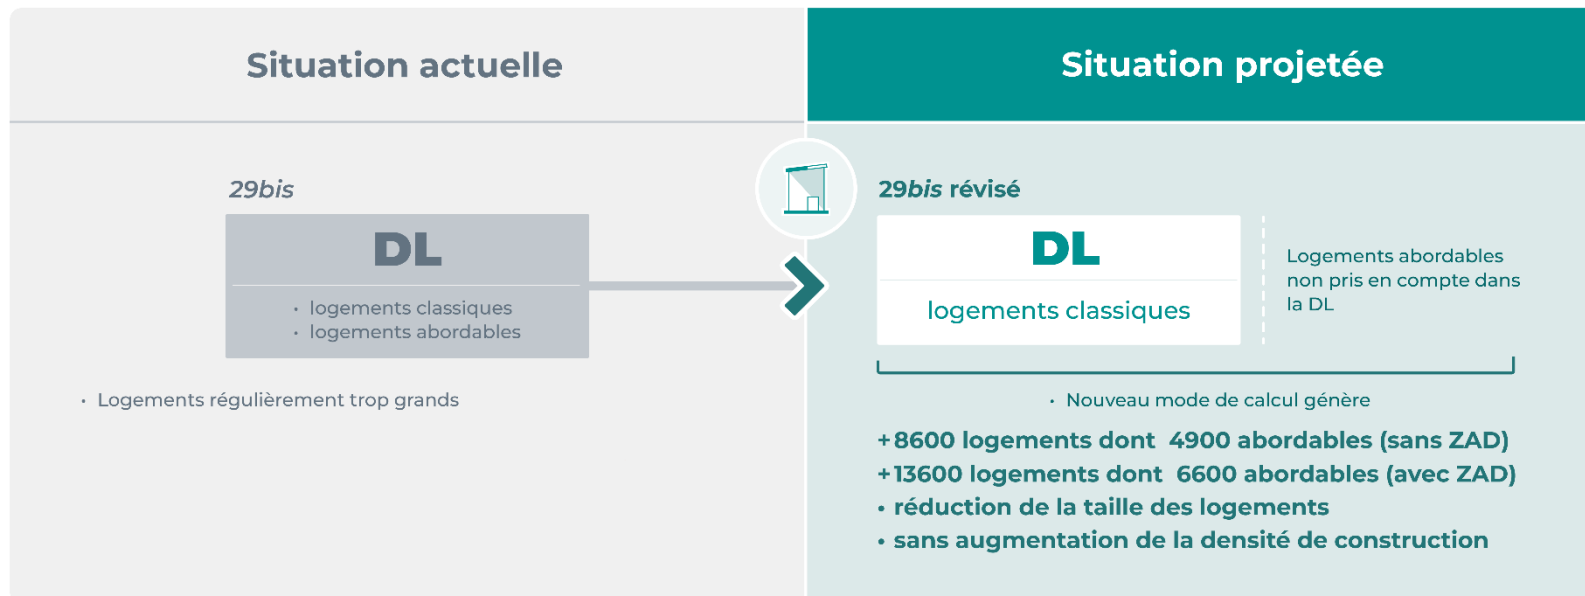 Situation actuelle
Situation projetée
29bis
DL
• logements classiques
• logements abordables
• Logements régulièrement trop grands
29bis révisé
DL
logements classiques
Logements abordables
non pris en compte dans
la DL
• Nouveau mode de calcul génère
+8600 logements dont 4900 abordables (sans ZAD)
+13600 logements dont 6600 abordables (avec ZAD)
• réduction de la taille des logements
• sans augmentation de la densité de construction